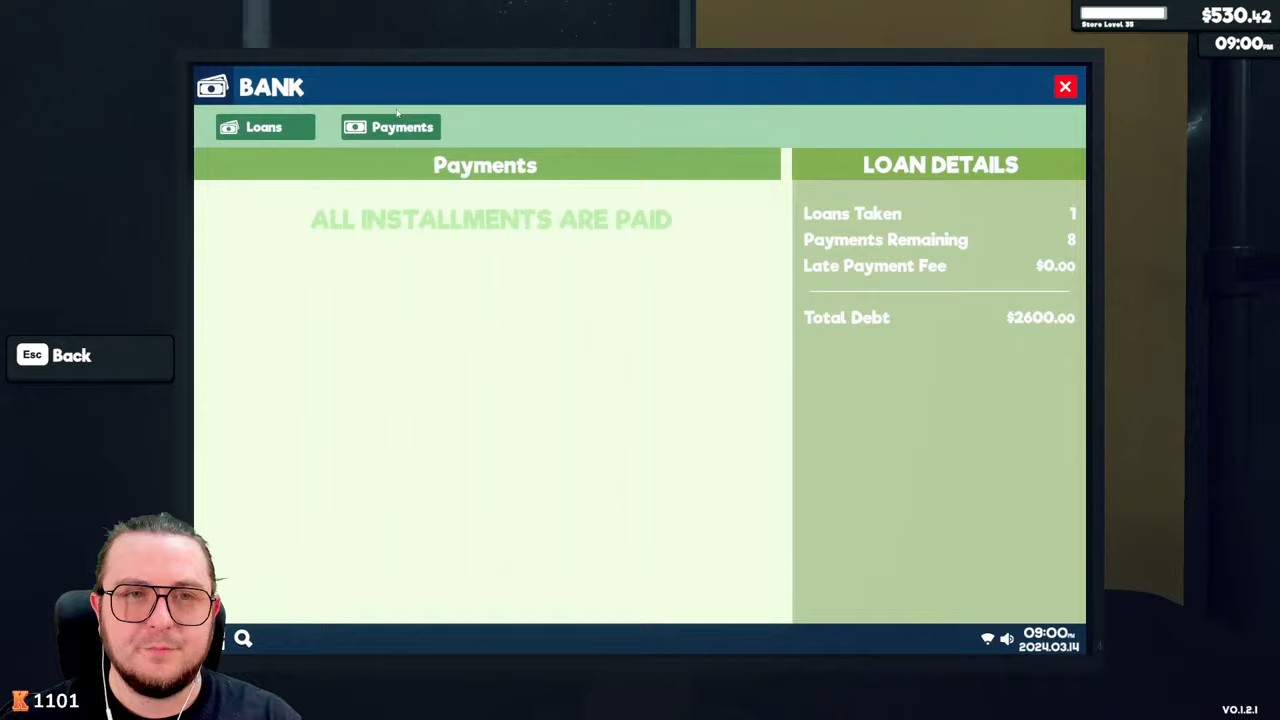 $530.42
Store Level 35
09:00PM
BANK
Loans
Payments
Payments
LOAN DETAILS
ALL INSTALLMENTS ARE PAID
Loans Taken 1
Payments Remaining 8
Late Payment Fee $0.00
Total Debt $2600.00
Esc Back
09:00PM
2024.03.14
K 1101
V0.1.2.1